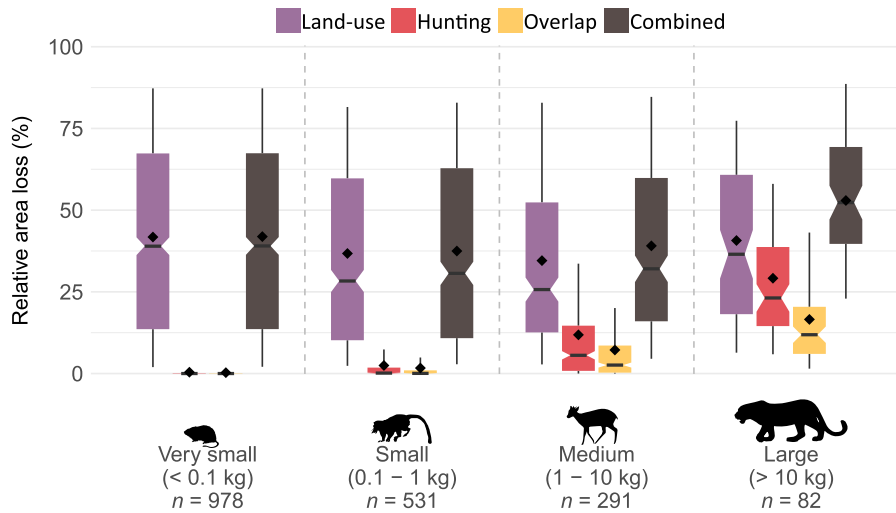 Land-use Hunting Overlap Combined
Relative area loss (%)
100
75
50
25
0
Very small Small Medium Large
(< 0.1 kg) (0.1 − 1 kg) (1 − 10 kg) (> 10 kg)
n = 978 n = 531 n = 291 n = 82